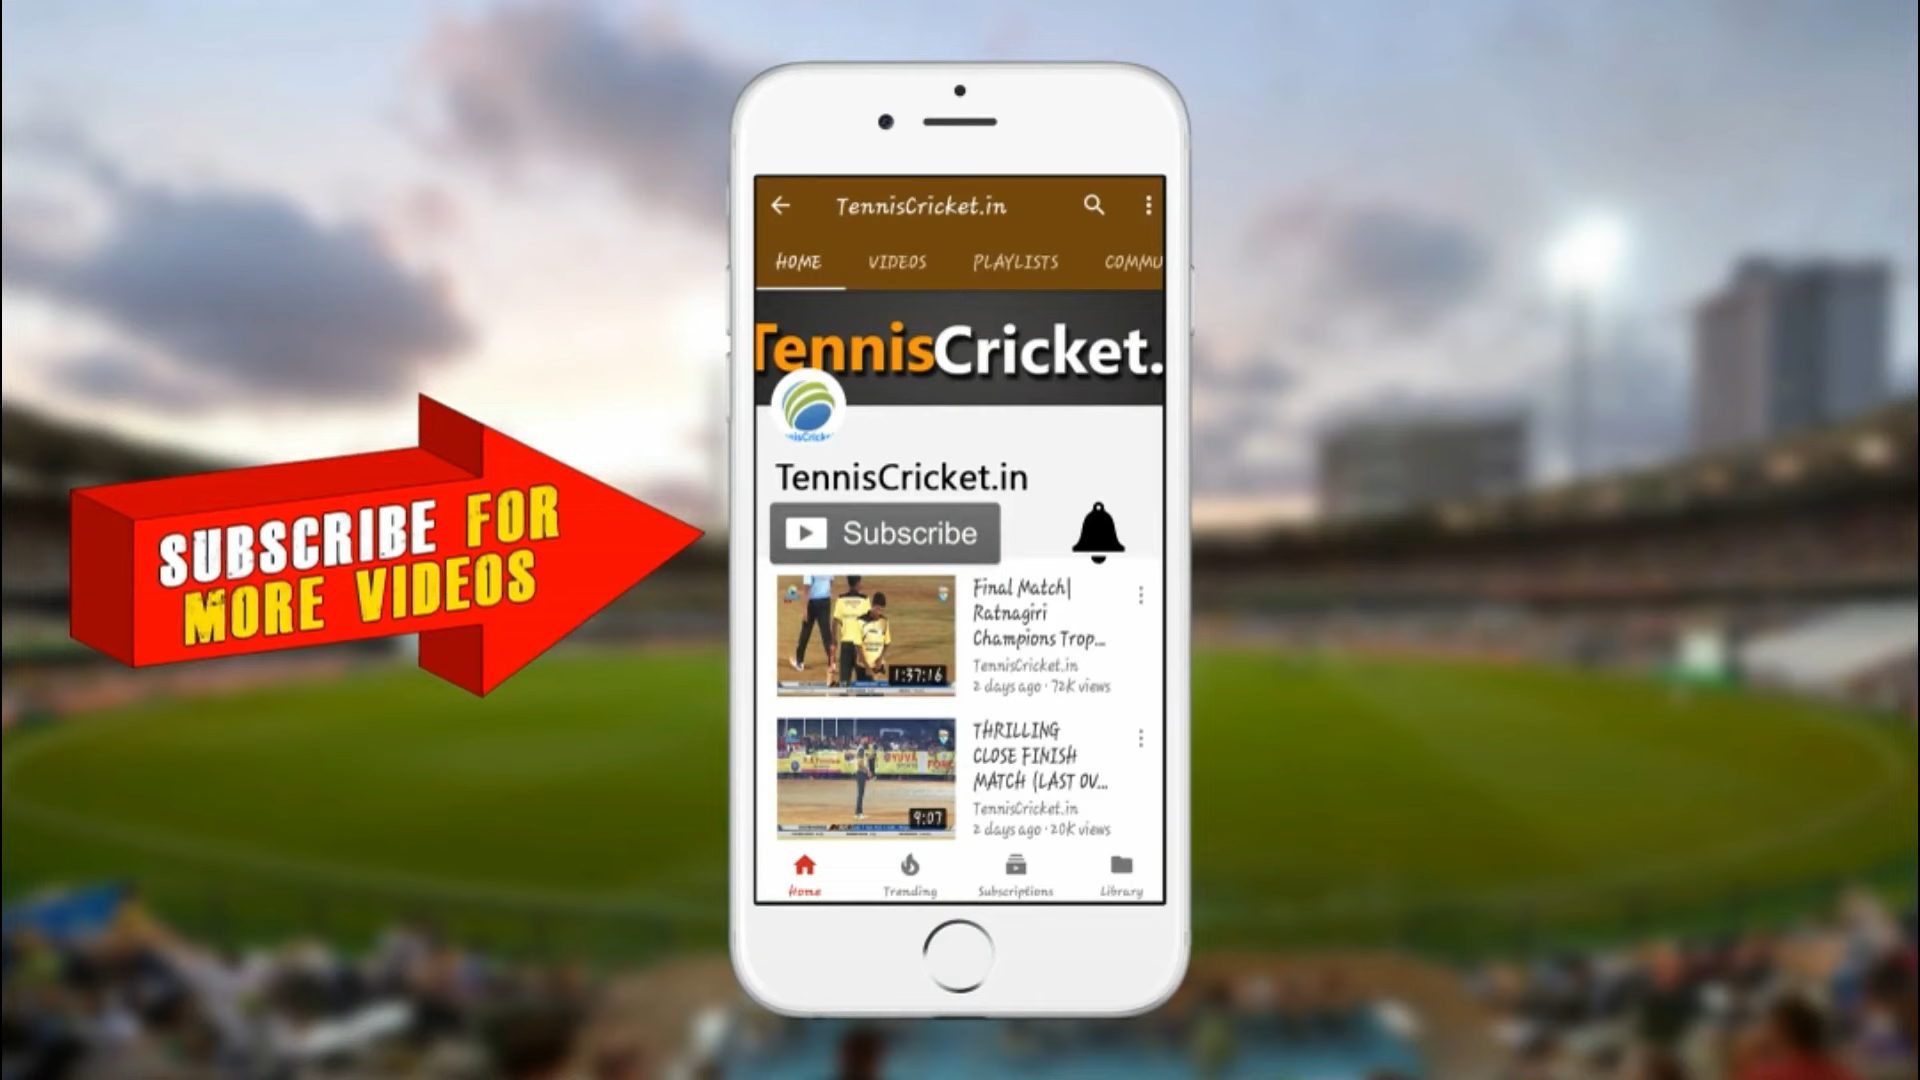 SUBSCRIBE FOR
MORE VIDEOS
TennisCricket.in
HOME VIDEOS PLAYLISTS COMMU
TennisCricket.
TennisCricket.in
Subscribe
Final Match|
Ratnagiri
Champions Trop...
TennisCricket.in
2 days ago · 72K views
1:37:16
THRILLING
CLOSE FINISH
MATCH (LAST OV...
TennisCricket.in
2 days ago · 20K views
9:07
Home Trending Subscriptions Library